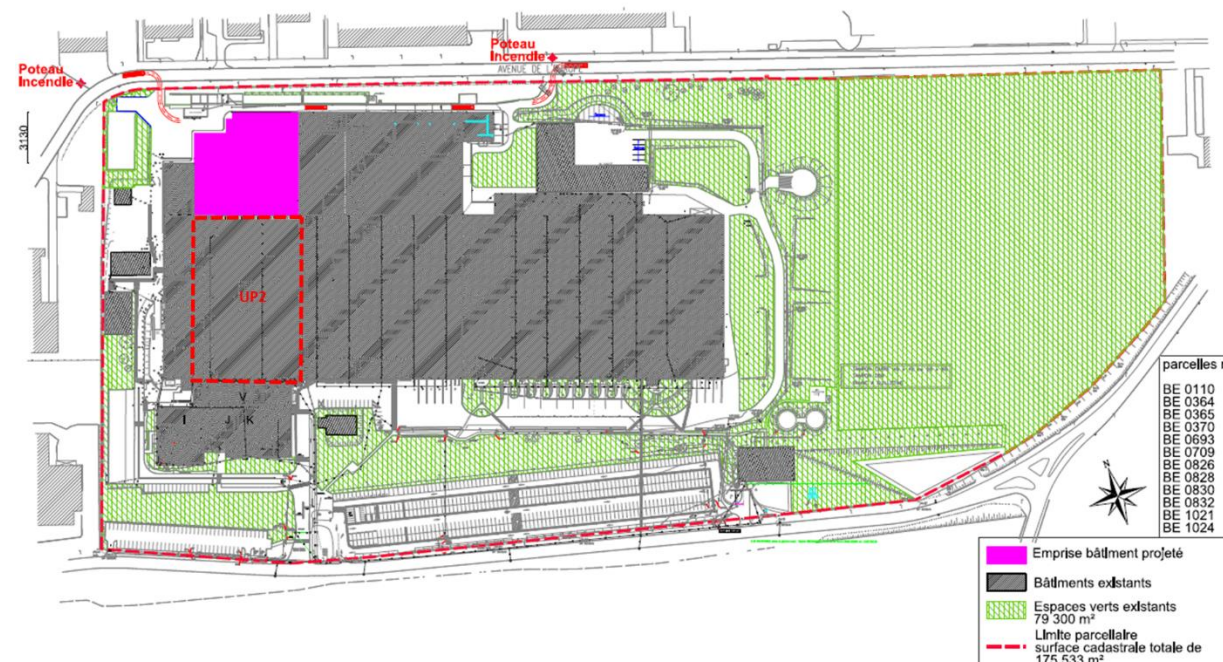 Poteau
Incendie
Poteau
Incendie
AVENUE DE L'EUROPE
3130
UP2
V
I
J
K
parcelles
BE 0110
BE 0364
BE 0365
BE 0370
BE 0693
BE 0709
BE 0826
BE 0828
BE 0830
BE 0832
BE 1021
BE 1024
N
Emprise bâtiment projeté
Bâtiments existants
Espaces verts existants
79 300 m²
Limite parcellaire
surface cadastrale totale de
175 533 m²